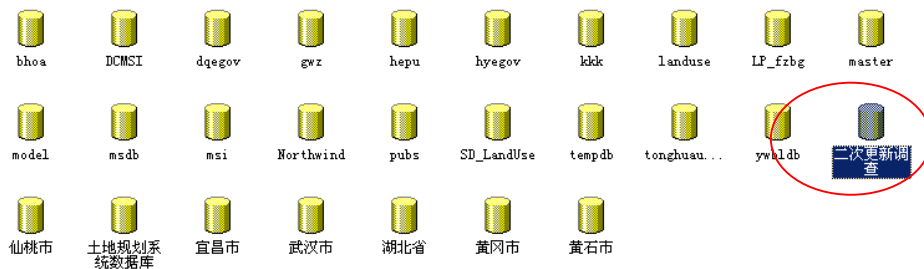 bhoa DCMSI dqegov gwz hepu hyegov kkk landuse LP_fzbg master
model msdb msi Northwind pubs SD_LandUse tempdb tonghuau... ywbldb 二次更新调
查
仙桃市 土地规划系 宜昌市 武汉市 湖北省 黄冈市 黄石市
统数据库